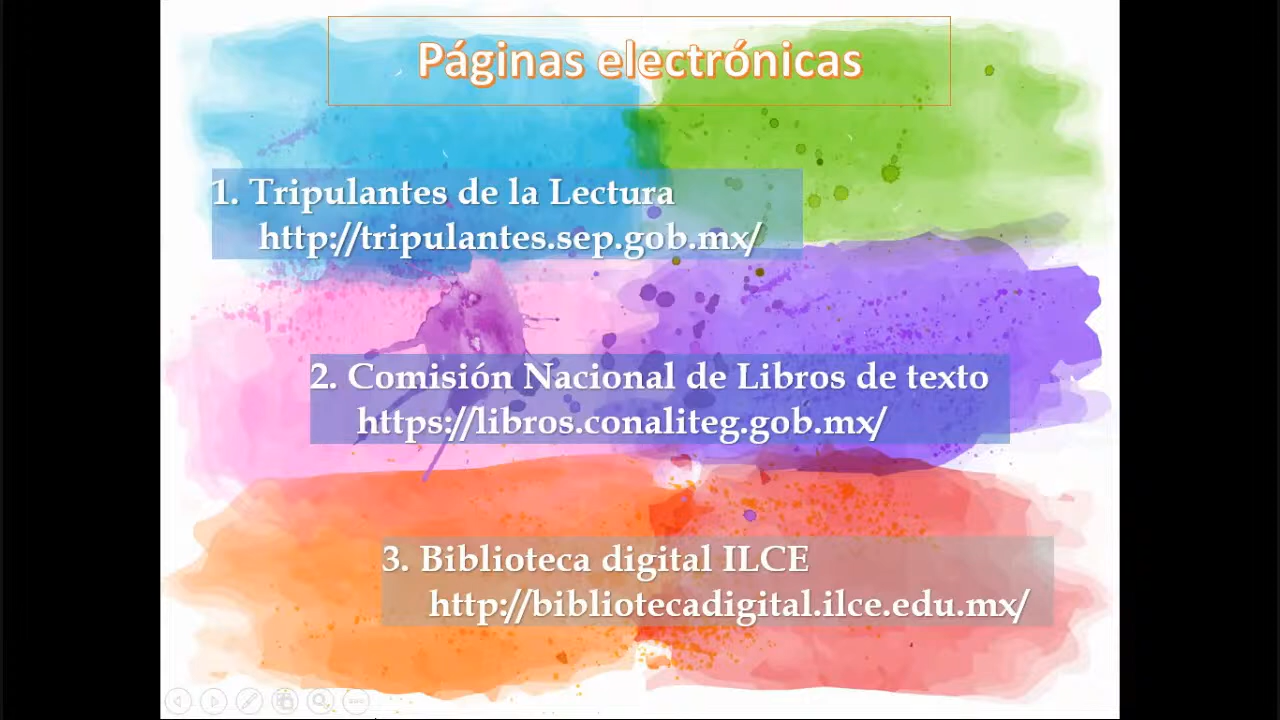 Páginas electrónicas
1. Tripulantes de la Lectura
http://tripulantes.sep.gob.mx/
2. Comisión Nacional de Libros de texto
https://libros.conaliteg.gob.mx/
3. Biblioteca digital ILCE
http://bibliotecadigital.ilce.edu.mx/